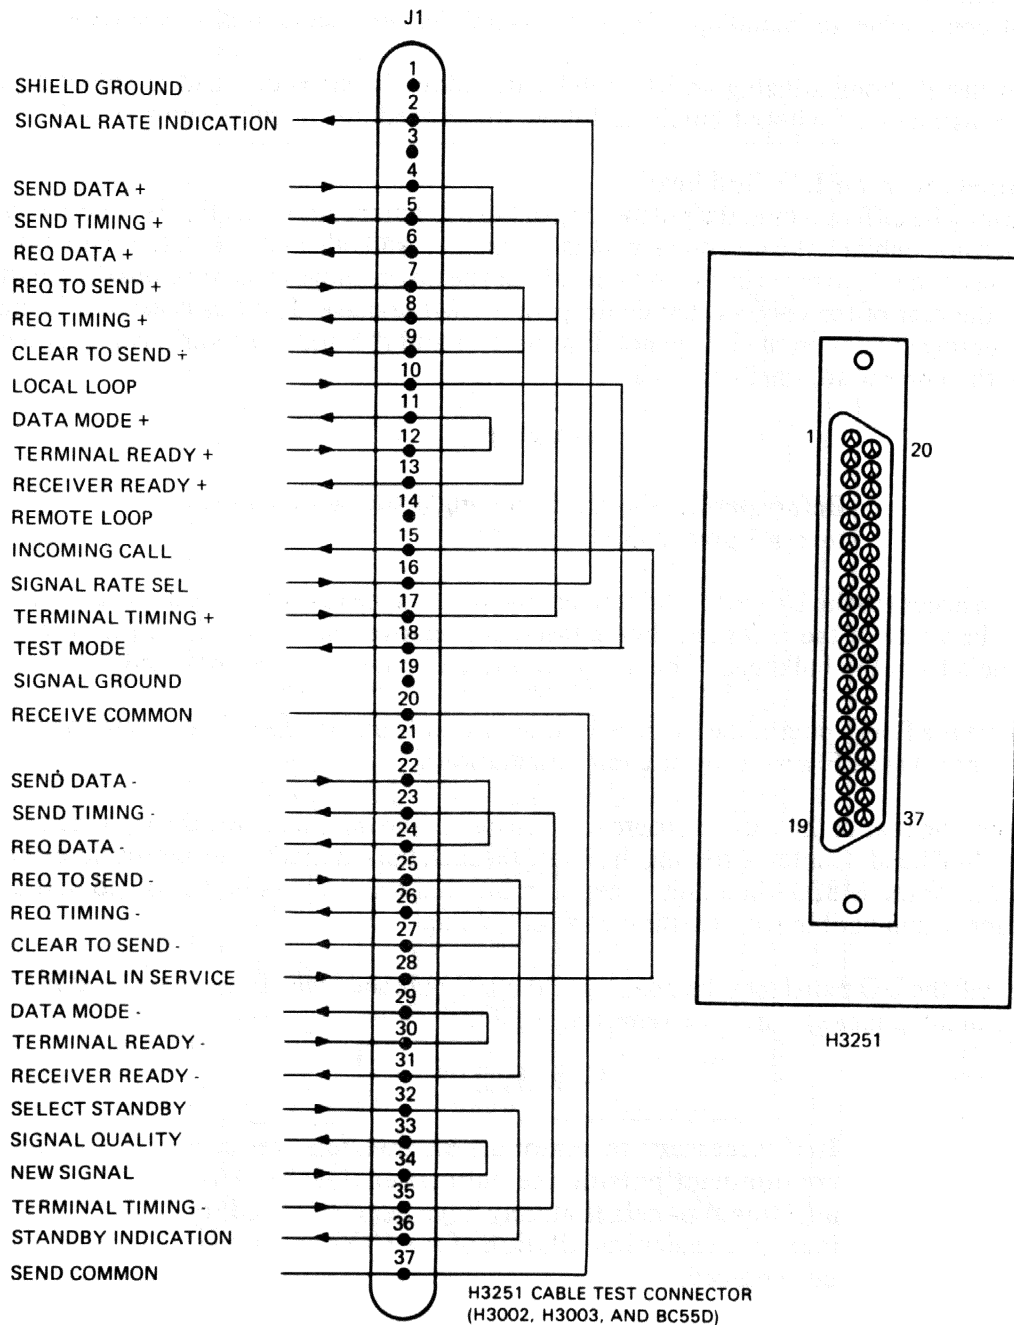 J1
1
SHIELD GROUND
2
SIGNAL RATE INDICATION
3
4
SEND DATA +
5
SEND TIMING +
6
REQ DATA +
7
REQ TO SEND +
8
REQ TIMING +
9
CLEAR TO SEND +
10
LOCAL LOOP
11
DATA MODE +
12
TERMINAL READY +
13
RECEIVER READY +
14
REMOTE LOOP
15
INCOMING CALL
16
SIGNAL RATE SEL
17
TERMINAL TIMING +
18
TEST MODE
19
SIGNAL GROUND
20
RECEIVE COMMON
21
22
SEND DATA -
23
SEND TIMING -
24
REQ DATA -
25
REQ TO SEND -
26
REQ TIMING -
27
CLEAR TO SEND -
28
TERMINAL IN SERVICE
29
DATA MODE -
30
TERMINAL READY -
31
RECEIVER READY -
32
SELECT STANDBY
33
SIGNAL QUALITY
34
NEW SIGNAL
35
TERMINAL TIMING -
36
STANDBY INDICATION
37
SEND COMMON
H3251 CABLE TEST CONNECTOR
(H3002, H3003, AND BC55D)
1
20
19
37
H3251